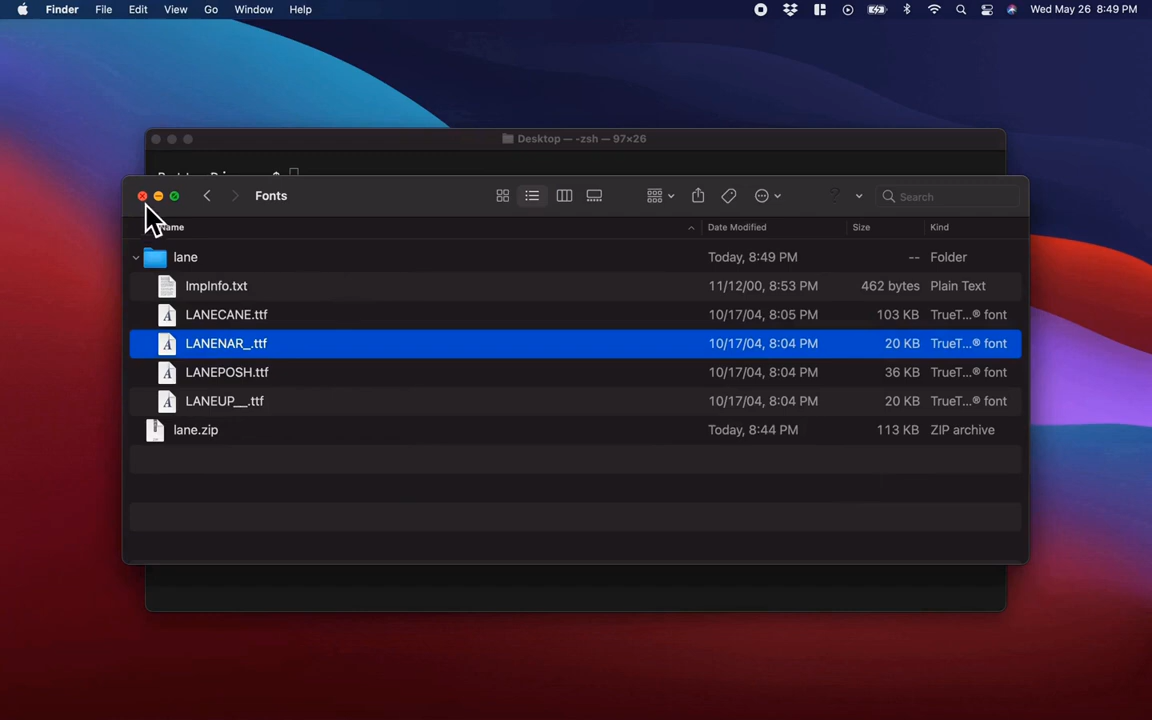 Finder File Edit View Go Window Help Wed May 26 8:49 PM
Desktop — -zsh — 97×26
Fonts Search
Name Date Modified Size Kind
lane Today, 8:49 PM -- Folder
ImpInfo.txt 11/12/00, 8:53 PM 462 bytes Plain Text
LANECANE.ttf 10/17/04, 8:05 PM 103 KB TrueT...® font
LANENAR_.ttf 10/17/04, 8:04 PM 20 KB TrueT...® font
LANEPOSH.ttf 10/17/04, 8:04 PM 36 KB TrueT...® font
LANEUP__.ttf 10/17/04, 8:04 PM 20 KB TrueT...® font
lane.zip Today, 8:44 PM 113 KB ZIP archive